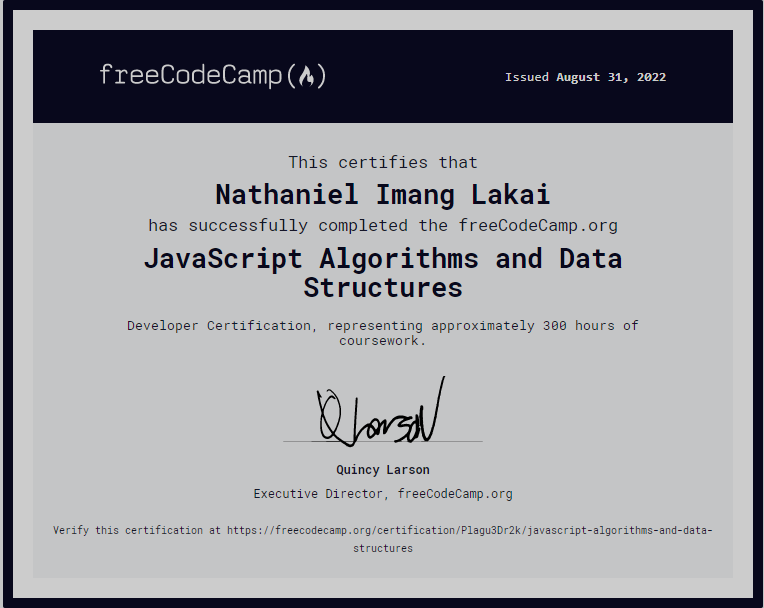 freeCodeCamp
Issued August 31, 2022
This certifies that
Nathaniel Imang Lakai
has successfully completed the freeCodeCamp.org
JavaScript Algorithms and Data
Structures
Developer Certification, representing approximately 300 hours of
coursework.
Q Larson
Quincy Larson
Executive Director, freeCodeCamp.org
Verify this certification at https://freecodecamp.org/certification/Plagu3Dr2k/javascript-algorithms-and-data-
structures